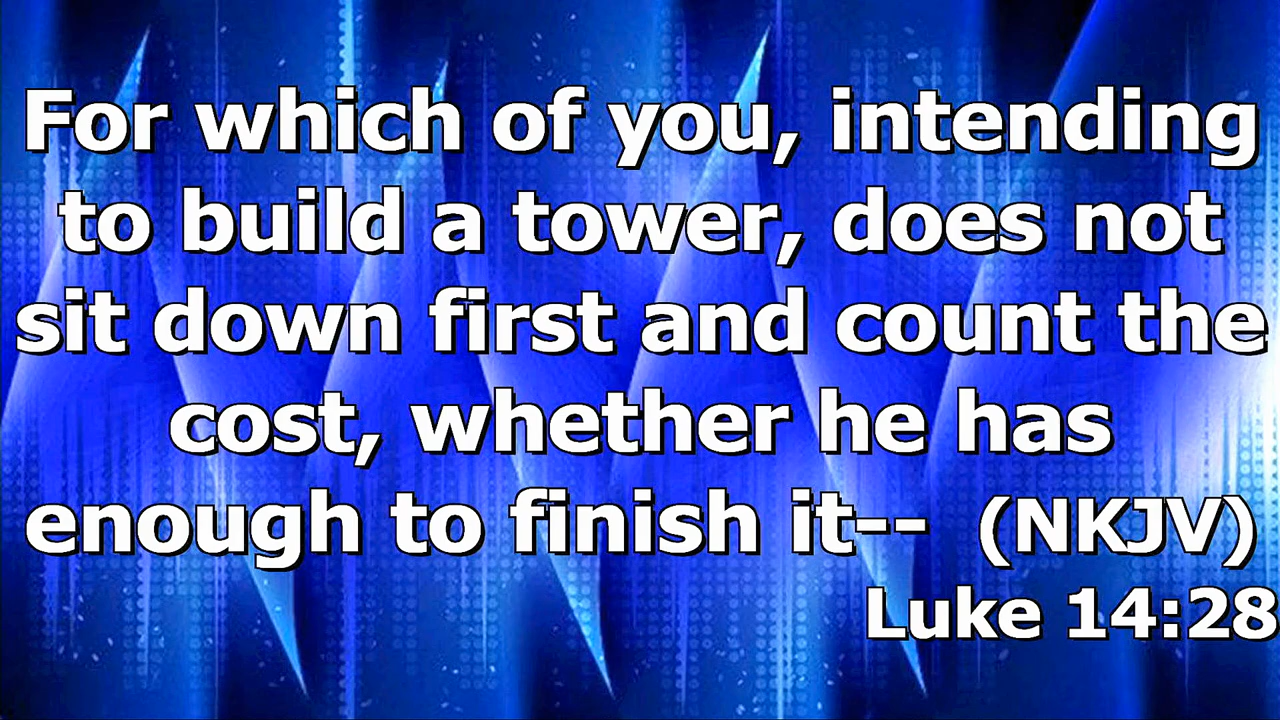 For which of you, intending
to build a tower, does not
sit down first and count the
cost, whether he has
enough to finish it-- (NKJV)
Luke 14:28